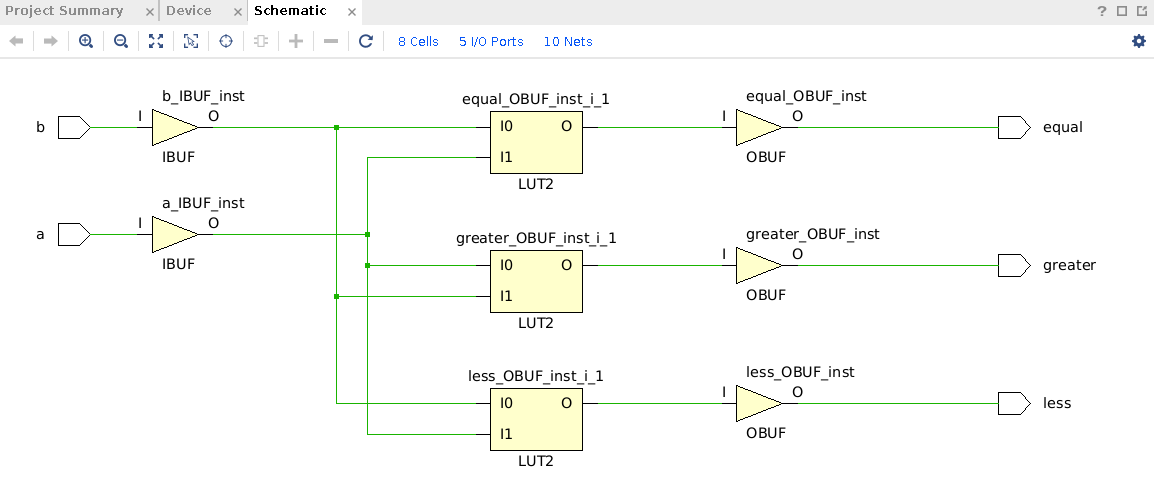 Project Summary × Device × Schematic ×
?
8 Cells 5 I/O Ports 10 Nets
b_IBUF_inst
equal_OBUF_inst_i_1
equal_OBUF_inst
b
I
O
I0
O
I
O
equal
IBUF
I1
OBUF
LUT2
a_IBUF_inst
a
I
O
IBUF
greater_OBUF_inst_i_1
greater_OBUF_inst
I0
O
I
O
greater
I1
OBUF
LUT2
less_OBUF_inst_i_1
less_OBUF_inst
I0
O
I
O
less
I1
OBUF
LUT2